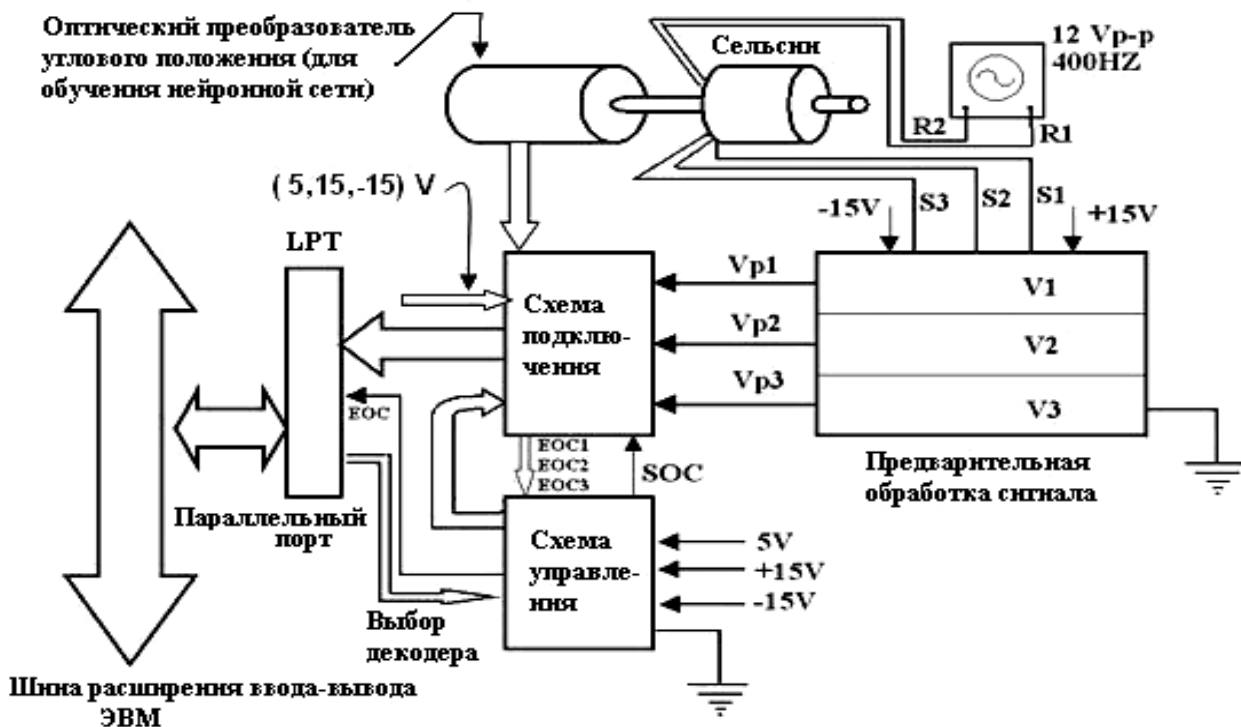 Оптический преобразователь
углового положения (для
обучения нейронной сети)
Сельсин
12 Vp-p
400HZ
R2
R1
( 5,15,-15) V
-15V
S3
S2
S1
+15V
LPT
Vp1
V1
Схема
подклю-
чения
Vp2
V2
Vp3
V3
EOC
EOC1
EOC2
EOC3
SOC
Предварительная
обработка сигнала
Параллельный
порт
Схема
управле-
ния
5V
+15V
-15V
Выбор
декодера
Шина расширения ввода-вывода
ЭВМ